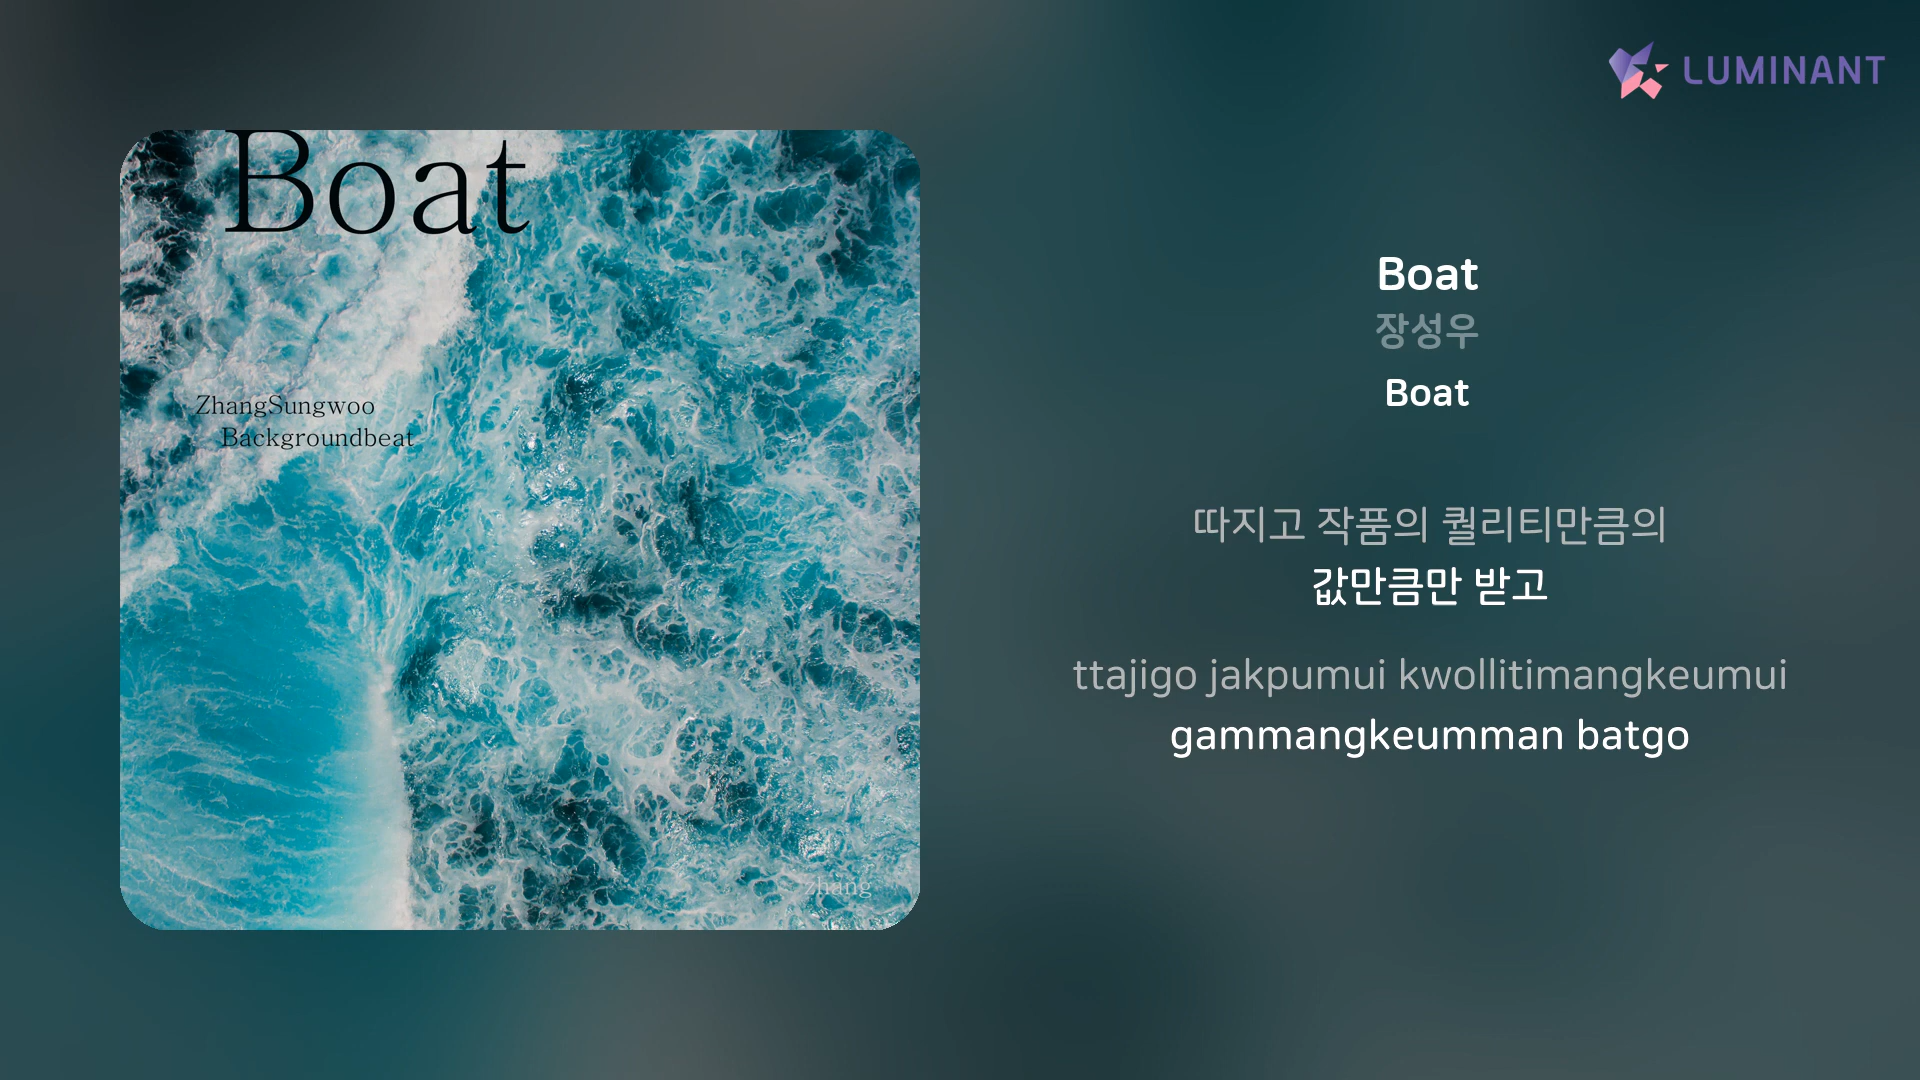 LUMINANT
Boat
ZhangSungwoo
Backgroundbeat
zhang
Boat
장성우
Boat
따지고 작품의 퀄리티만큼의
값만큼만 받고
ttajigo jakpumui kwollitimangkeumui
gammangkeumman batgo